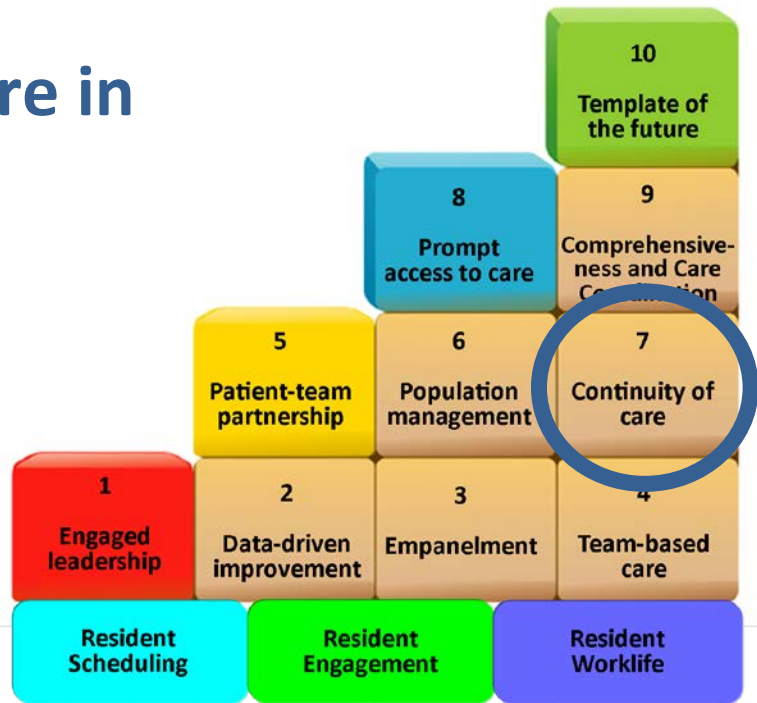 re in
10
Template of
the future
8
Prompt
access to care
9
Comprehensive-
ness and Care
Coordination
5
Patient-team
partnership
6
Population
management
7
Continuity of
care
1
Engaged
leadership
2
Data-driven
improvement
3
Empanelment
4
Team-based
care
Resident
Scheduling
Resident
Engagement
Resident
Worklife